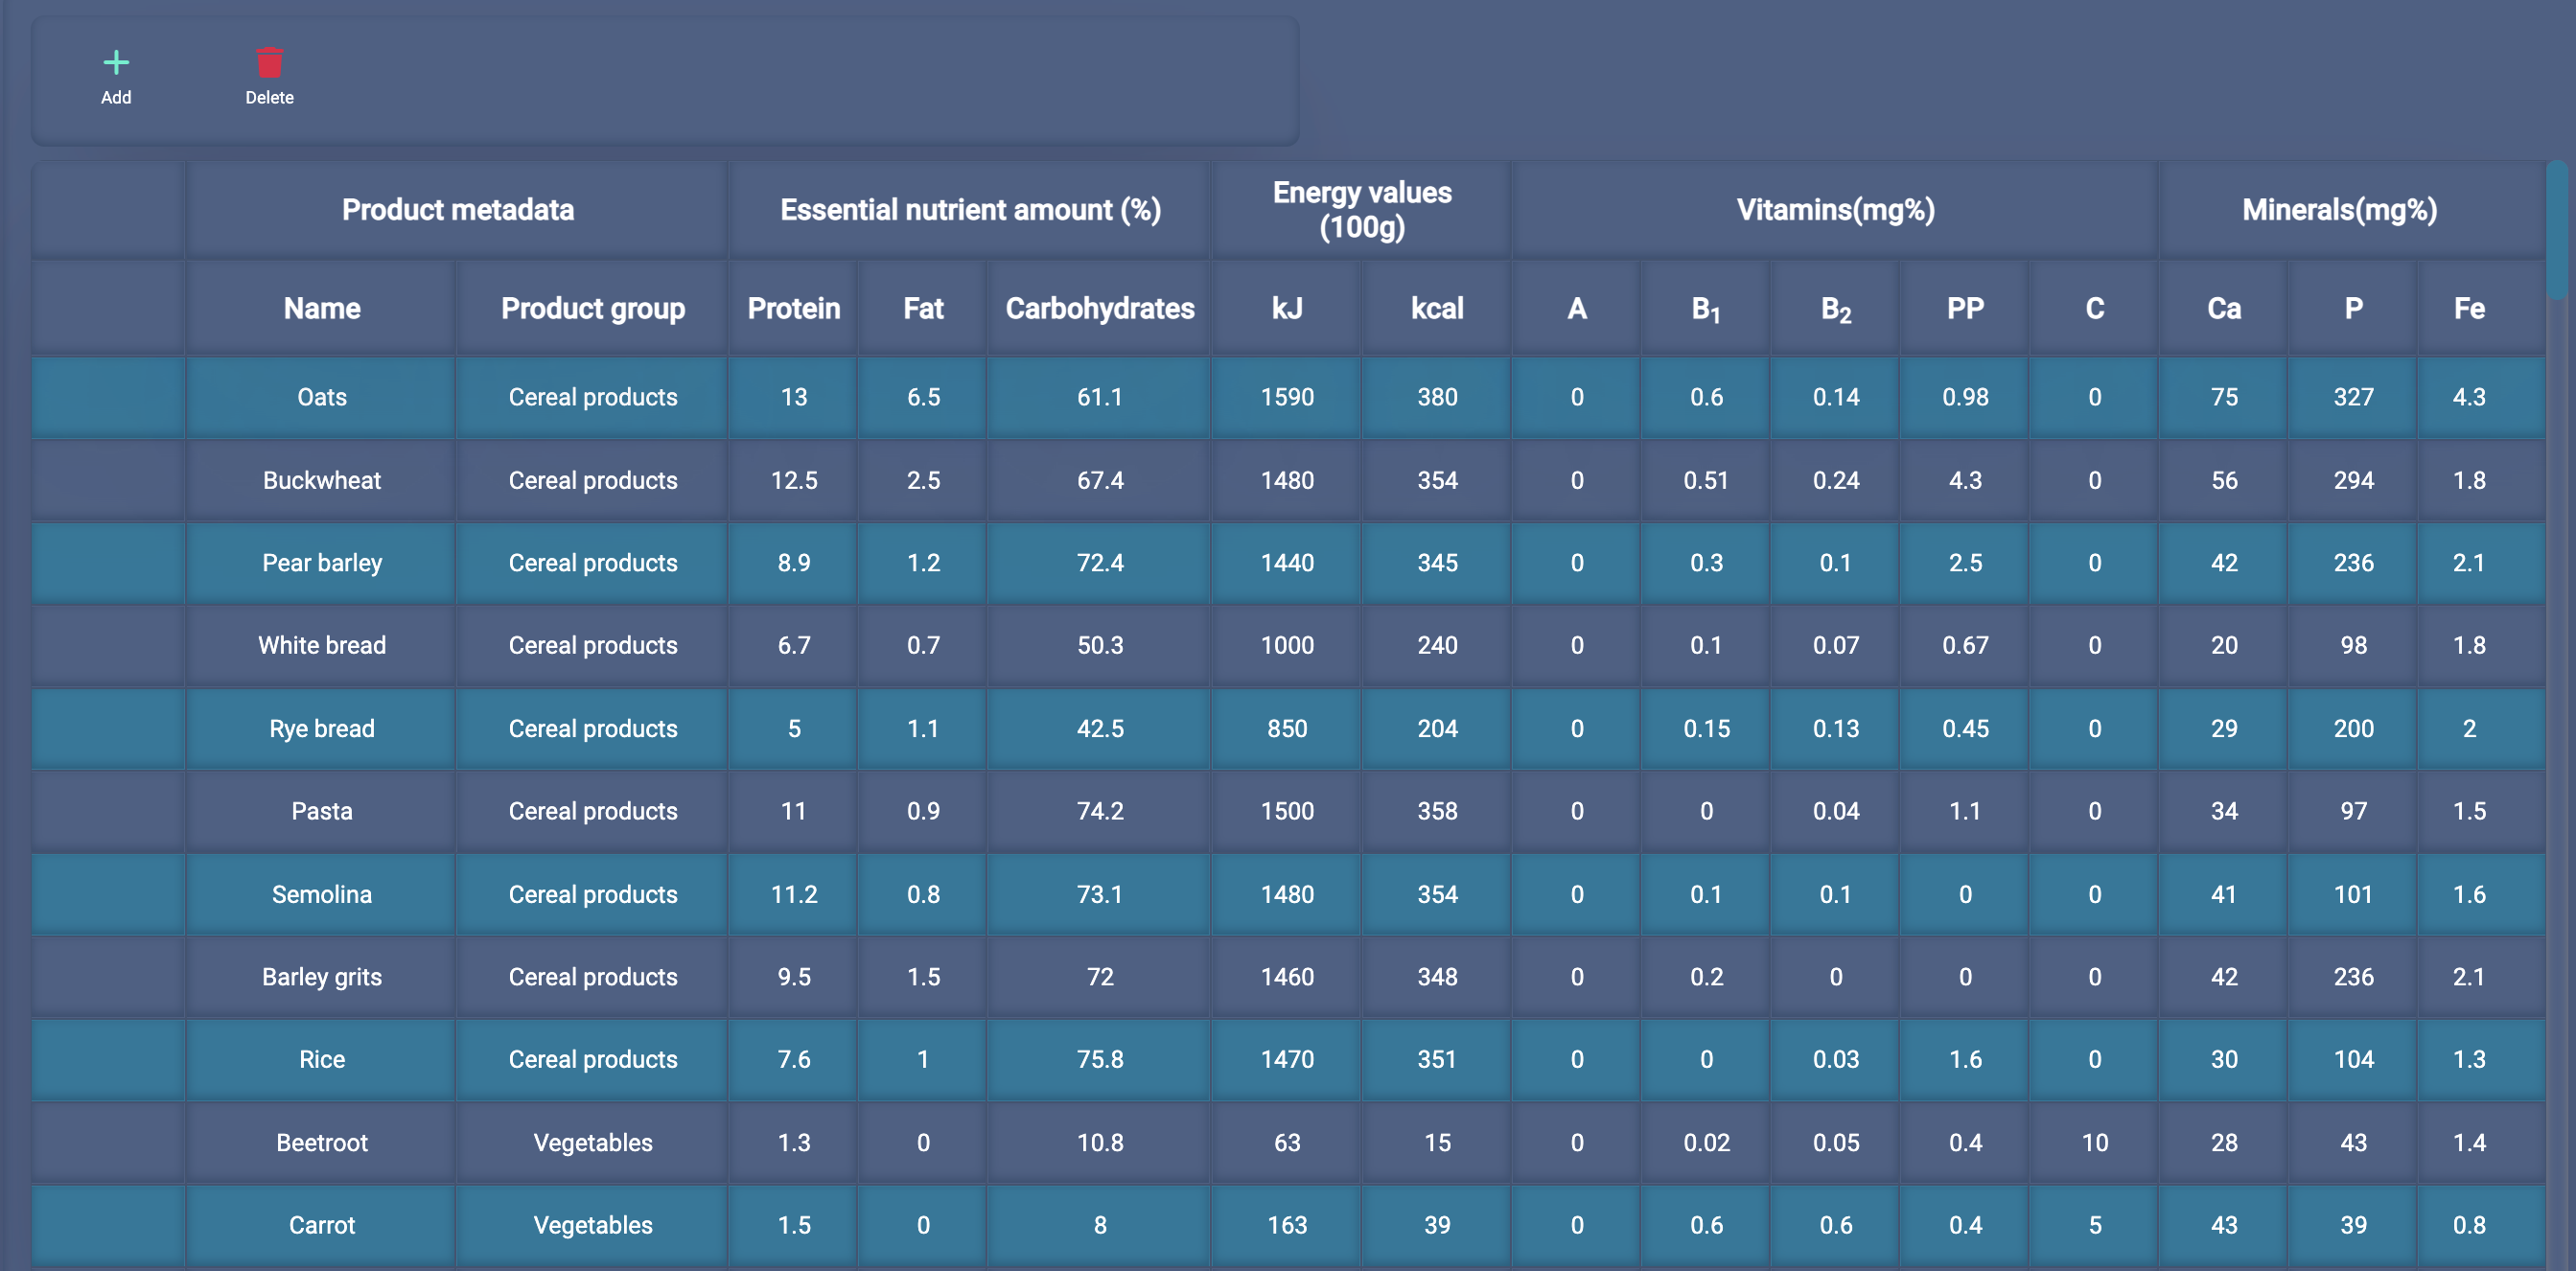 Add Delete
Product metadata Essential nutrient amount (%) Energy values (100g) Vitamins(mg%) Minerals(mg%)
Name Product group Protein Fat Carbohydrates kJ kcal A B₁ B₂ PP C Ca P Fe
Oats Cereal products 13 6.5 61.1 1590 380 0 0.6 0.14 0.98 0 75 327 4.3
Buckwheat Cereal products 12.5 2.5 67.4 1480 354 0 0.51 0.24 4.3 0 56 294 1.8
Pear barley Cereal products 8.9 1.2 72.4 1440 345 0 0.3 0.1 2.5 0 42 236 2.1
White bread Cereal products 6.7 0.7 50.3 1000 240 0 0.1 0.07 0.67 0 20 98 1.8
Rye bread Cereal products 5 1.1 42.5 850 204 0 0.15 0.13 0.45 0 29 200 2
Pasta Cereal products 11 0.9 74.2 1500 358 0 0 0.04 1.1 0 34 97 1.5
Semolina Cereal products 11.2 0.8 73.1 1480 354 0 0.1 0.1 0 0 41 101 1.6
Barley grits Cereal products 9.5 1.5 72 1460 348 0 0.2 0 0 0 42 236 2.1
Rice Cereal products 7.6 1 75.8 1470 351 0 0 0.03 1.6 0 30 104 1.3
Beetroot Vegetables 1.3 0 10.8 63 15 0 0.02 0.05 0.4 10 28 43 1.4
Carrot Vegetables 1.5 0 8 163 39 0 0.6 0.6 0.4 5 43 39 0.8